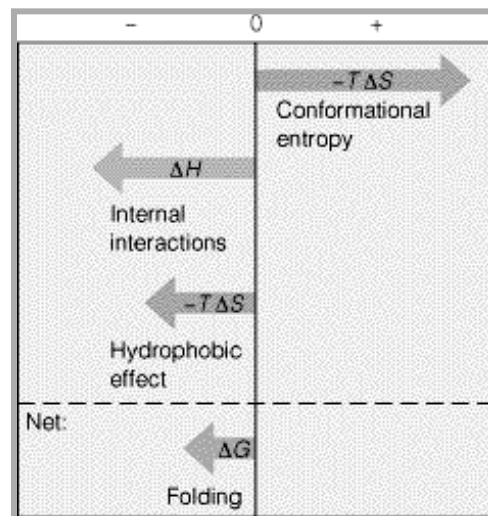 – 0 +
–TΔS
Conformational
entropy
ΔH
Internal
interactions
–TΔS
Hydrophobic
effect
Net:
ΔG
Folding